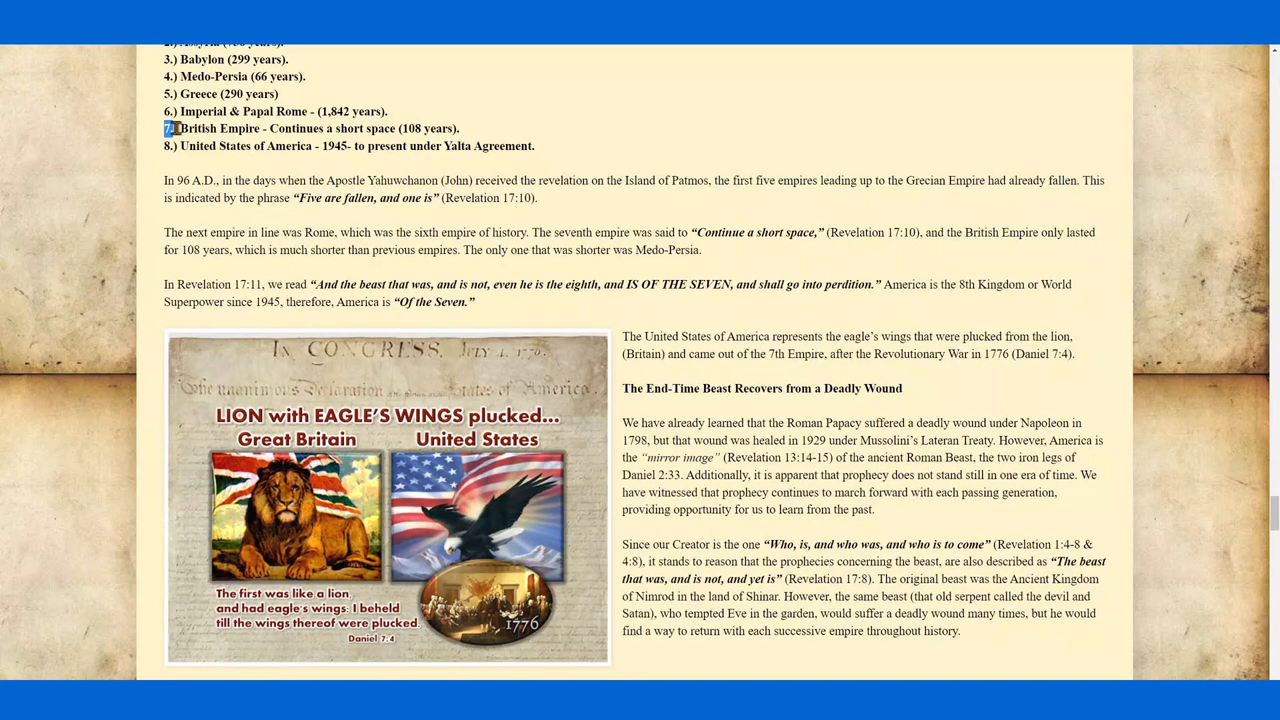 3.) Babylon (299 years).
4.) Medo-Persia (66 years).
5.) Greece (290 years)
6.) Imperial & Papal Rome - (1,842 years).
7.) British Empire - Continues a short space (108 years).
8.) United States of America - 1945- to present under Yalta Agreement.
In 96 A.D., in the days when the Apostle Yahuwchanon (John) received the revelation on the Island of Patmos, the first five empires leading up to the Grecian Empire had already fallen. This
is indicated by the phrase “Five are fallen, and one is” (Revelation 17:10).
The next empire in line was Rome, which was the sixth empire of history. The seventh empire was said to “Continue a short space,” (Revelation 17:10), and the British Empire only lasted
for 108 years, which is much shorter than previous empires. The only one that was shorter was Medo-Persia.
In Revelation 17:11, we read “And the beast that was, and is not, even he is the eighth, and IS OF THE SEVEN, and shall go into perdition.” America is the 8th Kingdom or World
Superpower since 1945, therefore, America is “Of the Seven.”
IN CONGRESS, JULY 4, 1776.
The unanimous Declaration of the thirteen united States of America.
LION with EAGLE'S WINGS plucked...
Great Britain United States
The first was like a lion,
and had eagle's wings: I beheld
till the wings thereof were plucked.
Daniel 7:4
1776
The United States of America represents the eagle’s wings that were plucked from the lion,
(Britain) and came out of the 7th Empire, after the Revolutionary War in 1776 (Daniel 7:4).
The End-Time Beast Recovers from a Deadly Wound
We have already learned that the Roman Papacy suffered a deadly wound under Napoleon in
1798, but that wound was healed in 1929 under Mussolini’s Lateran Treaty. However, America is
the “mirror image” (Revelation 13:14-15) of the ancient Roman Beast, the two iron legs of
Daniel 2:33. Additionally, it is apparent that prophecy does not stand still in one era of time. We
have witnessed that prophecy continues to march forward with each passing generation,
providing opportunity for us to learn from the past.
Since our Creator is the one “Who, is, and who was, and who is to come” (Revelation 1:4-8 &
4:8), it stands to reason that the prophecies concerning the beast, are also described as “The beast
that was, and is not, and yet is” (Revelation 17:8). The original beast was the Ancient Kingdom
of Nimrod in the land of Shinar. However, the same beast (that old serpent called the devil and
Satan), who tempted Eve in the garden, would suffer a deadly wound many times, but he would
find a way to return with each successive empire throughout history.